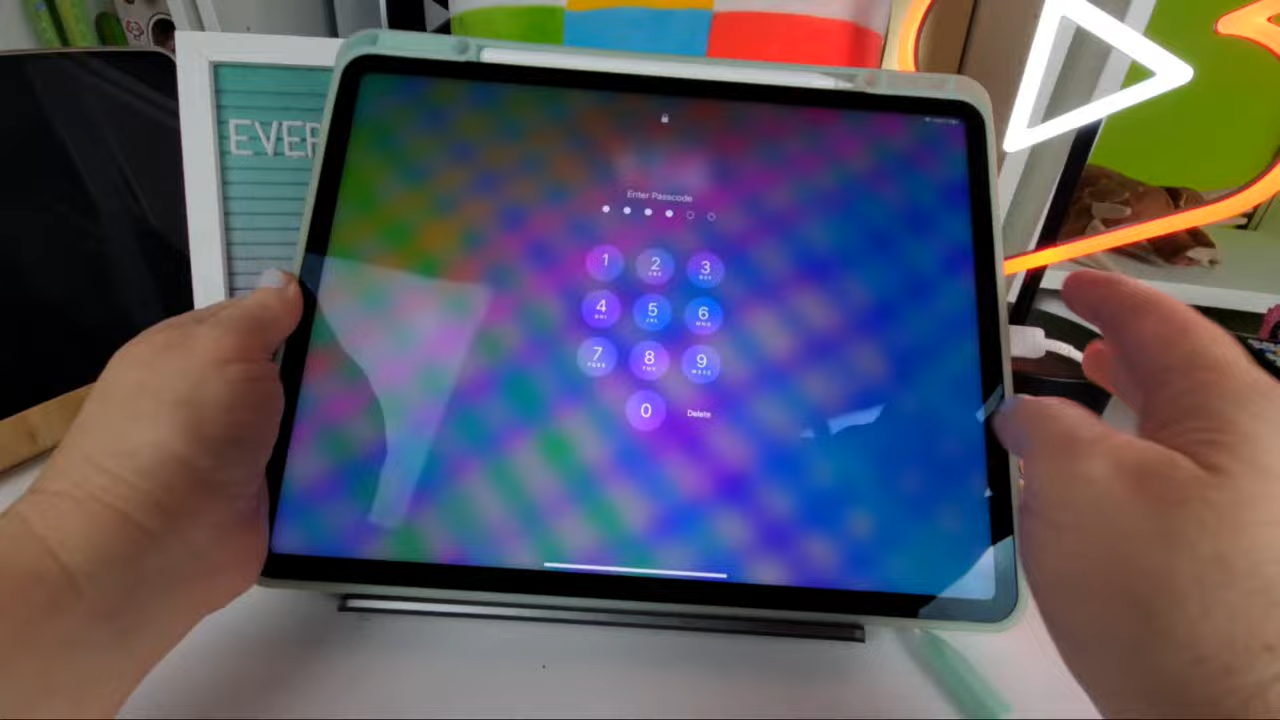 EVER
Enter Passcode
1
2
ABC
3
DEF
4
GHI
5
JKL
6
MNO
7
PQRS
8
TUV
9
WXYZ
0
Delete